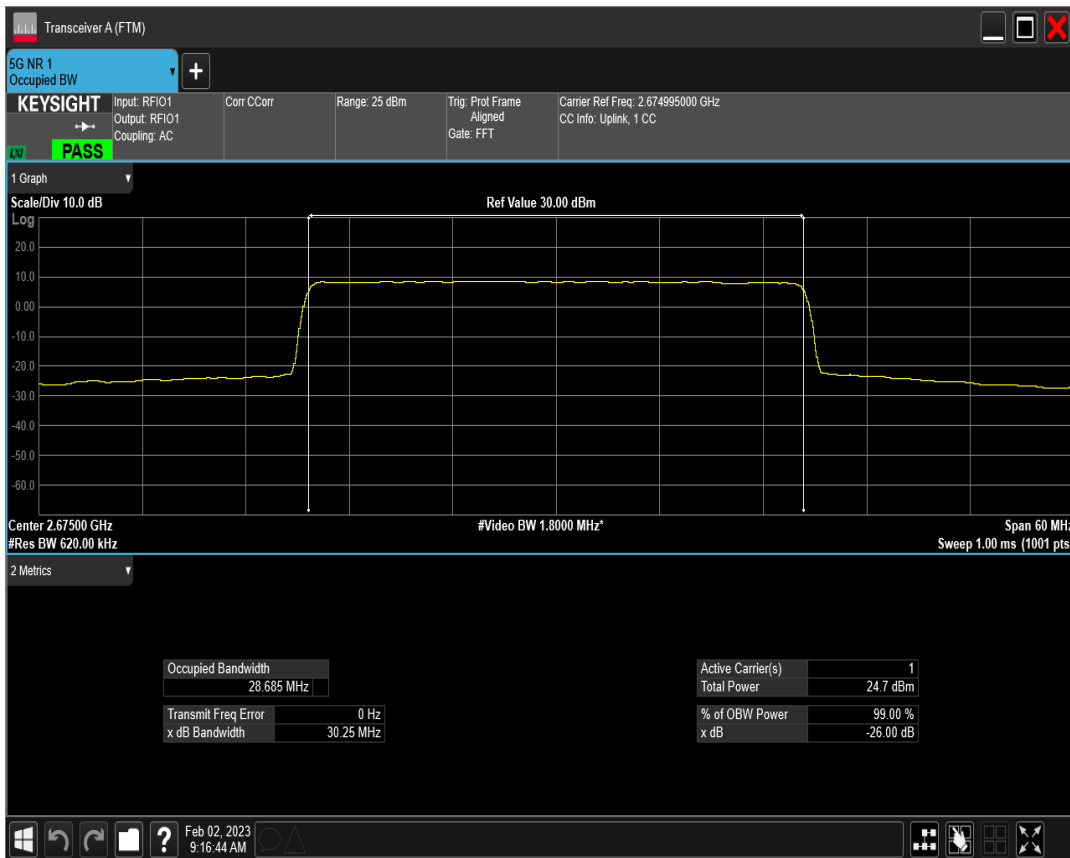 Transceiver A (FTM)
5G NR 1
Occupied BW
+
KEYSIGHT
LXI
PASS
Input: RFIO1
Output: RFIO1
Coupling: AC
Corr CCorr
Range: 25 dBm
Trig: Prot Frame
Aligned
Gate: FFT
Carrier Ref Freq: 2.674995000 GHz
CC Info: Uplink, 1 CC
1 Graph
Scale/Div 10.0 dB
Ref Value 30.00 dBm
Log
20.0
10.0
0.00
-10.0
-20.0
-30.0
-40.0
-50.0
-60.0
Center 2.67500 GHz
#Video BW 1.8000 MHz*
Span 60 MHz
#Res BW 620.00 kHz
Sweep 1.00 ms (1001 pts
2 Metrics
Occupied Bandwidth
28.685 MHz
Transmit Freq Error 0 Hz
x dB Bandwidth 30.25 MHz
Active Carrier(s) 1
Total Power 24.7 dBm
% of OBW Power 99.00 %
x dB -26.00 dB
?
Feb 02, 2023
9:16:44 AM